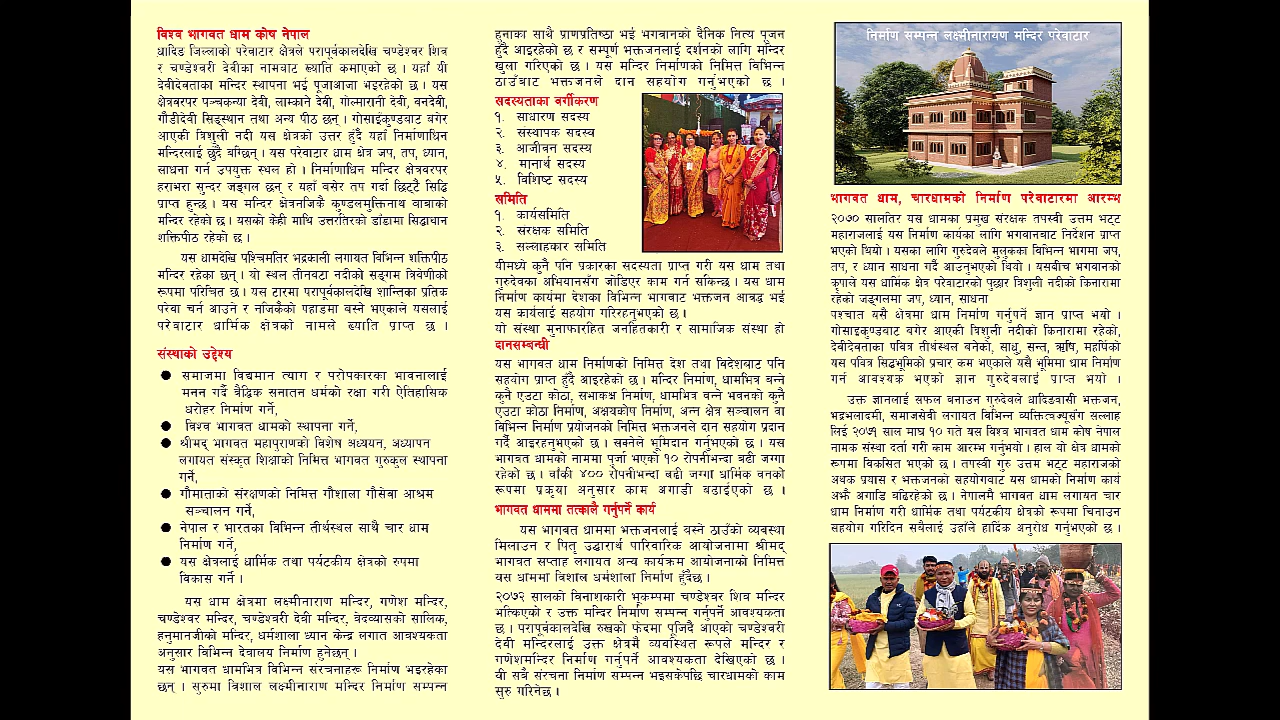 विश्व भागवत धाम कोष नेपाल
धादिङ जिल्लाको परेवाटार क्षेत्रले परापूर्वकालदेखि चण्डेश्वर शिव
र चण्डेश्वरी देवीका नामबाट ख्याति कमाएको छ । यहाँ यी
देवीदेवताका मन्दिर स्थापना भई पूजाआजा भइरहेको छ । यस
क्षेत्रवरपर पञ्चकन्या देवी, लाम्काने देवी, गोल्मारानी देवी, वनदेवी,
गौंडीदेवी सिद्धस्थान तथा अन्य पीठ छन् । गोसाइँकुण्डबाट बगेर
आएकी त्रिशुली नदी यस क्षेत्रको उत्तर हुँदै यहाँ निर्माणाधिन
मन्दिरलाई छुदै बग्छिन् । यस परेवाटार धाम क्षेत्र जप, तप, ध्यान,
साधना गर्न उपयुक्त स्थल हो । निर्माणाधिन मन्दिर क्षेत्रवरपर
हराभरा सुन्दर जङ्गल छन् र यहाँ बसेर तप गर्दा छिट्टै सिद्धि
प्राप्त हुन्छ । यस मन्दिर क्षेत्रनजिकै कुण्डलमुक्तिनाथ बाबाको
मन्दिर रहेको छ । यसको केही माथि उत्तरतिरको डाँडामा सिद्धाधान
शक्तिपीठ रहेको छ ।
यस धामदेखि पश्चिमतिर भद्रकाली लगायत विभिन्न शक्तिपीठ
मन्दिर रहेका छन् । यो स्थल तीनवटा नदीको सङ्गम त्रिवेणीको
रूपमा परिचित छ । यस टारमा परापूर्वकालदेखि शान्तिका प्रतिक
परेवा चर्न आउने र नजिकैको पहाडमा बस्ने भएकाले यसलाई
परेवाटार धार्मिक क्षेत्रको नामले ख्याति प्राप्त छ ।
संस्थाको उद्देश्य
● समाजमा विद्यमान त्याग र परोपकारका भावनालाई
मनन गर्दै वैद्धिक सनातन धर्मको रक्षा गरी ऐतिहासिक
धरोहर निर्माण गर्ने,
● विश्व भागवत धामको स्थापना गर्ने,
● श्रीमद् भागवत महापुराणको विशेष अध्ययन, अध्यापन
लगायत संस्कृत शिक्षाको निमित्त भागवत गुरुकुल स्थापना
गर्ने,
● गौमाताको संरक्षणको निमित्त गौशाला गौसेवा आश्रम
सञ्चालन गर्ने,
● नेपाल र भारतका विभिन्न तीर्थस्थल साथै चार धाम
निर्माण गर्ने,
● यस क्षेत्रलाई धार्मिक तथा पर्यटकीय क्षेत्रको रुपमा
विकास गर्ने ।
यस धाम क्षेत्रमा लक्ष्मीनाराण मन्दिर, गणेश मन्दिर,
चण्डेश्वर मन्दिर, चण्डेश्वरी देवी मन्दिर, वेदव्यासको सालिक,
हनुमानजीको मन्दिर, धर्मशाला ध्यान केन्द्र लगात आवश्यकता
अनुसार विभिन्न देवालय निर्माण हुनेछन् ।
यस भागवत धामभित्र विभिन्न संरचनाहरू निर्माण भइरहेका
छन् । सुरुमा विशाल लक्ष्मीनाराण मन्दिर निर्माण सम्पन्न
हुनाका साथै प्राणप्रतिष्ठा भई भगवानको दैनिक नित्य पूजन
हुँदै आइरहेको छ र सम्पूर्ण भक्तजनलाई दर्शनको लागि मन्दिर
खुला गरिएको छ । यस मन्दिर निर्माणको निमित्त विभिन्न
ठाउँबाट भक्तजनले दान सहयोग गर्नुभएको छ ।
सदस्यताका वर्गीकरण
१. साधारण सदस्य
२. संस्थापक सदस्य
३. आजीवन सदस्य
४. मानार्थ सदस्य
५. विशिष्ट सदस्य
समिति
१. कार्यसमिति
२. संरक्षक समिति
३. सल्लाहकार समिति
यीमध्ये कुनै पनि प्रकारका सदस्यता प्राप्त गरी यस धाम तथा
गुरुदेवका अभियानसँग जोडिएर काम गर्न सकिन्छ । यस धाम
निर्माण कार्यमा देशका विभिन्न भागबाट भक्तजन आवद्ध भई
यस कार्यलाई सहयोग गरिरहनुभएको छ ।
यो संस्था मुनाफारहित जनहितकारी र सामाजिक संस्था हो
दानसम्बन्धी
यस भागवत धाम निर्माणको निमित्त देश तथा विदेशबाट पनि
सहयोग प्राप्त हुँदै आइरहेको छ । मन्दिर निर्माण, धामभित्र बन्ने
कुनै एउटा कोठा, सभाकक्ष निर्माण, धामभित्र बन्ने भवनको कुनै
एउटा कोठा निर्माण, अक्षयकोष निर्माण, अन्न क्षेत्र सञ्चालन वा
विभिन्न निर्माण प्रयोजनको निमित्त भक्तजनले दान सहयोग प्रदान
गर्दै आइरहनुभएको छ । सबैनेले भूमिदान गर्नुभएको छ । यस
भागवत धामको नाममा पूर्जा भएको १० रोपनीभन्दा बढी जग्गा
रहेको छ । बाँकी ४०० रोपनीभन्दा बढी जग्गा धार्मिक वनको
रूपमा प्रकृया अनुसार काम अगाडी बढाईएको छ ।
भागवत धाममा तत्कालै गर्नुपर्ने कार्य
यस भागवत धाममा भक्तजनलाई बस्ने ठाउँको व्यवस्था
मिलाउन र पितृ उद्धारार्थ पारिवारिक आयोजनामा श्रीमद्
भागवत सप्ताह लगायत अन्य कार्यक्रम आयोजनाको निमित्त
यस धाममा विशाल धर्मशाला निर्माण हुँदैछ ।
२०७२ सालको विनाशकारी भूकम्पमा चण्डेश्वर शिव मन्दिर
भत्किएको र उक्त मन्दिर निर्माण सम्पन्न गर्नुपर्ने आवश्यकता
छ । परापूर्वकालदेखि रुखको फेदमा पूजिँदै आएको चण्डेश्वरी
देवी मन्दिरलाई उक्त क्षेत्रमै व्यवस्थित रूपले मन्दिर र
गणेशमन्दिर निर्माण गर्नुपर्ने आवश्यकता देखिएको छ ।
यी सबै संरचना निर्माण सम्पन्न भइसकेपछि चारधामको काम
सुरु गरिनेछ ।
निर्माण सम्पन्न लक्ष्मीनारायण मन्दिर परेवाटार
भागवत धाम, चारधामको निर्माण परेवाटारमा आरम्भ
२०७० सालतिर यस धामका प्रमुख संरक्षक तपस्वी उत्तम भट्ट
महाराजलाई यस निर्माण कार्यका लागि भगवानबाट निर्देशन प्राप्त
भएको थियो । यसका लागि गुरुदेवले मुलुकका विभिन्न भागमा जप,
तप, र ध्यान साधना गर्दै आउनुभएको थियो । यसबीच भगवानको
कृपाले यस धार्मिक क्षेत्र परेवाटारको पुछार त्रिशुली नदीको किनारामा
रहेको जङ्गलमा जप, ध्यान, साधना
पश्चात यसै क्षेत्रमा धाम निर्माण गर्नुपर्ने ज्ञान प्राप्त भयो ।
गोसाइकुण्डबाट बगेर आएकी त्रिशुली नदीको किनारामा रहेको,
देवीदेवताका पवित्र तीर्थस्थल बनेको, साधु, सन्त, ऋषि, महर्षिको
यस पवित्र सिद्धभूमिको प्रचार कम भएकाले यसै भूमिमा धाम निर्माण
गर्न आवश्यक भएको ज्ञान गुरुदेवलाई प्राप्त भयो ।
उक्त ज्ञानलाई सफल बनाउन गुरुदेवले धादिङवासी भक्तजन,
भद्रभलादमी, समाजसेवी लगायत विभिन्न व्यक्तित्वज्यूसँग सल्लाह
लिई २०७१ साल माघ १० गते यस विश्व भागवत धाम कोष नेपाल
नामक संस्था दर्ता गरी काम आरम्भ गर्नुभयो । हाल यो क्षेत्र धामको
रूपमा विकसित भएको छ । तपस्वी गुरु उत्तम भट्ट महाराजको
अथक प्रयास र भक्तजनको सहयोगबाट यस धामको निर्माण कार्य
अझै अगाडि बढिरहेको छ । नेपालमै भागवत धाम लगायत चार
धाम निर्माण गरी धार्मिक तथा पर्यटकीय क्षेत्रको रूपमा चिनाउन
सहयोग गरिदिन सबैलाई उहाँले हार्दिक अनुरोध गर्नुभएको छ ।